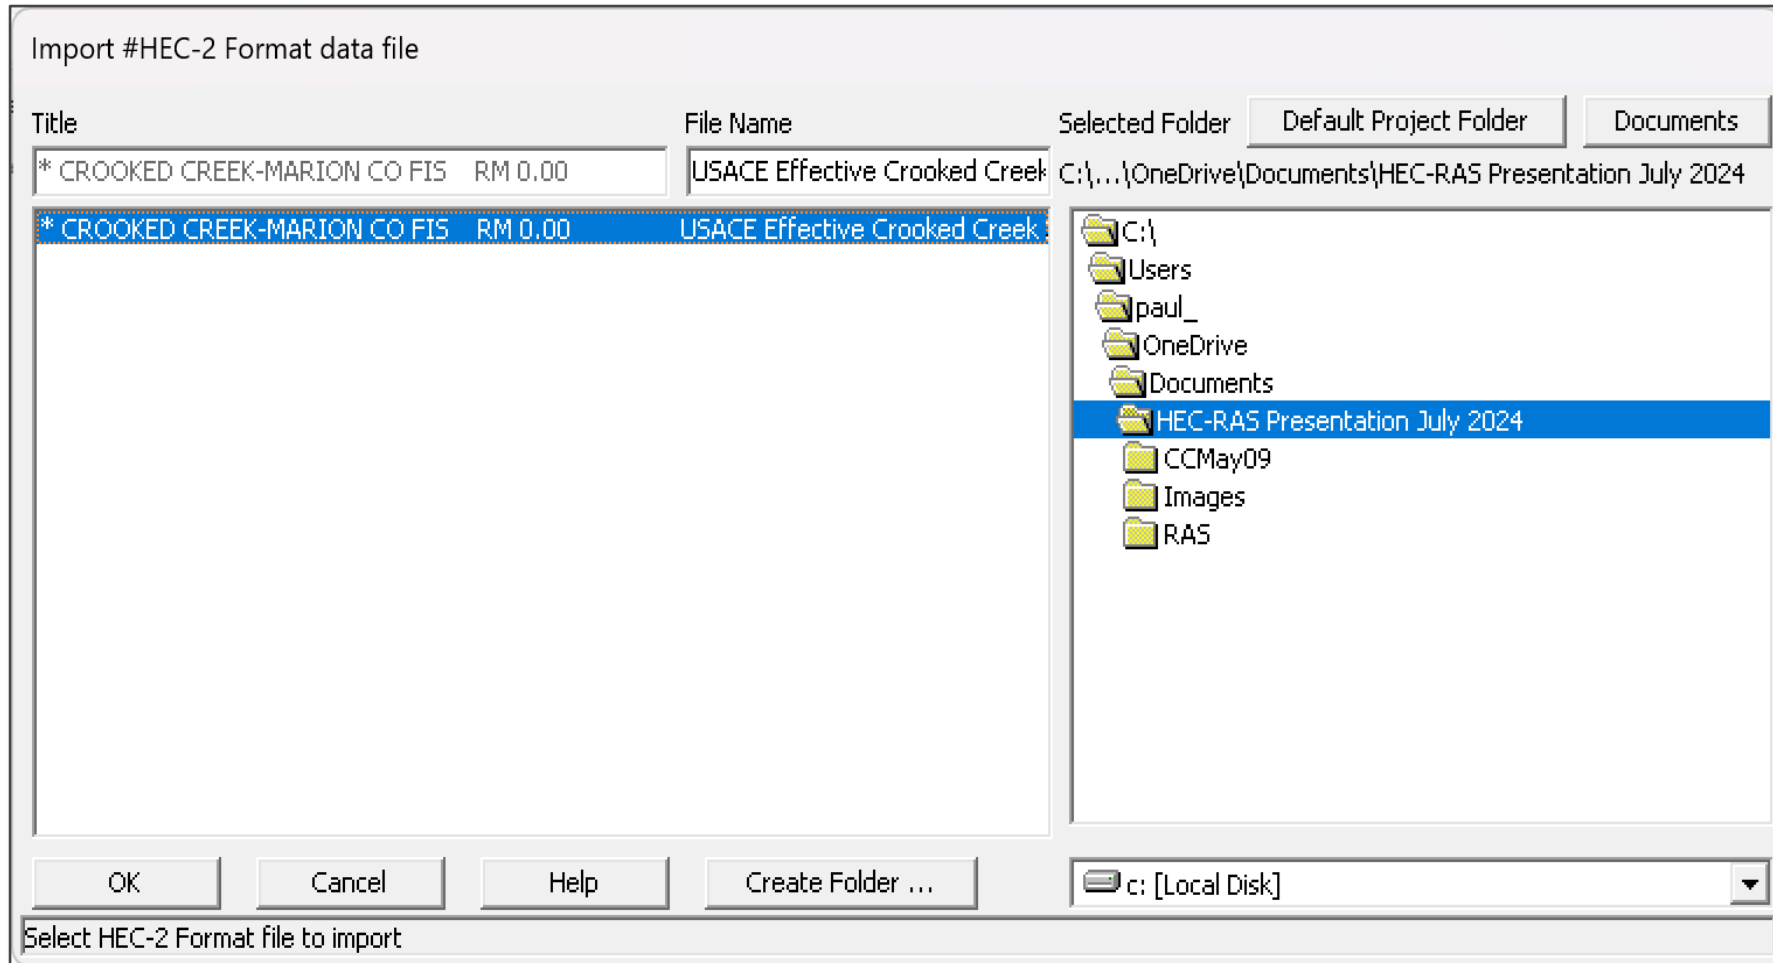 Import #HEC-2 Format data file
Title File Name Selected Folder Default Project Folder Documents
* CROOKED CREEK-MARION CO FIS RM 0.00 USACE Effective Crooked Creek C:\...\OneDrive\Documents\HEC-RAS Presentation July 2024
* CROOKED CREEK-MARION CO FIS RM 0.00 USACE Effective Crooked Creek
C:\
Users
paul_
OneDrive
Documents
HEC-RAS Presentation July 2024
CCMay09
Images
RAS
OK Cancel Help Create Folder ... c: [Local Disk]
Select HEC-2 Format file to import